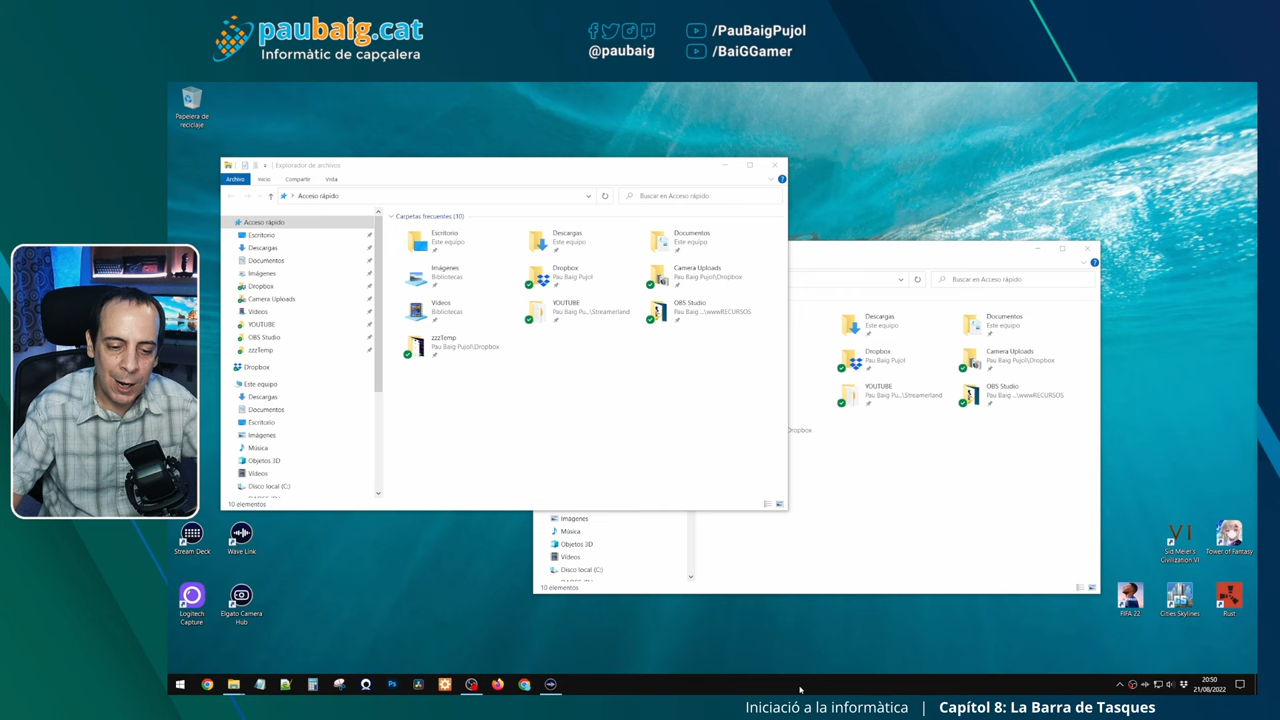 paubaig.cat
Informàtic de capçalera
@paubaig
/PauBaigPujol
/BaiGGamer
Papelera de
reciclaje
Explorador de archivos
Archivo
Inicio
Compartir
Vista
Acceso rápido
Buscar en Acceso rápido
Acceso rápido
Escritorio
Descargas
Documentos
Imágenes
Dropbox
Camera Uploads
Vídeos
YOUTUBE
OBS Studio
zzzTemp
Dropbox
Este equipo
Descargas
Documentos
Escritorio
Imágenes
Música
Objetos 3D
Vídeos
Disco local (C:)
10 elementos
Carpetas frecuentes (10)
Escritorio
Este equipo
Descargas
Este equipo
Documentos
Este equipo
Imágenes
Bibliotecas
Dropbox
Pau Baig Pujol
Camera Uploads
Pau Baig Pujol\Dropbox
Vídeos
Bibliotecas
YOUTUBE
Pau Baig Pu...\Streamerland
OBS Studio
Pau Baig ...\wwwRECURSOS
zzzTemp
Pau Baig Pujol\Dropbox
Buscar en Acceso rápido
Descargas
Este equipo
Documentos
Este equipo
Dropbox
Pau Baig Pujol
Camera Uploads
Pau Baig Pujol\Dropbox
YOUTUBE
Pau Baig Pu...\Streamerland
OBS Studio
Pau Baig ...\wwwRECURSOS
Dropbox
Imágenes
Música
Objetos 3D
Vídeos
Disco local (C:)
10 elementos
Stream Deck
Wave Link
Logitech
Capture
Elgato Camera
Hub
VI
Sid Meier's
Civilization VI
Tower of Fantasy
FIFA 22
Cities Skylines
Rust
Ps
20:50
21/08/2022
Iniciació a la informàtica | Capítol 8: La Barra de Tasques